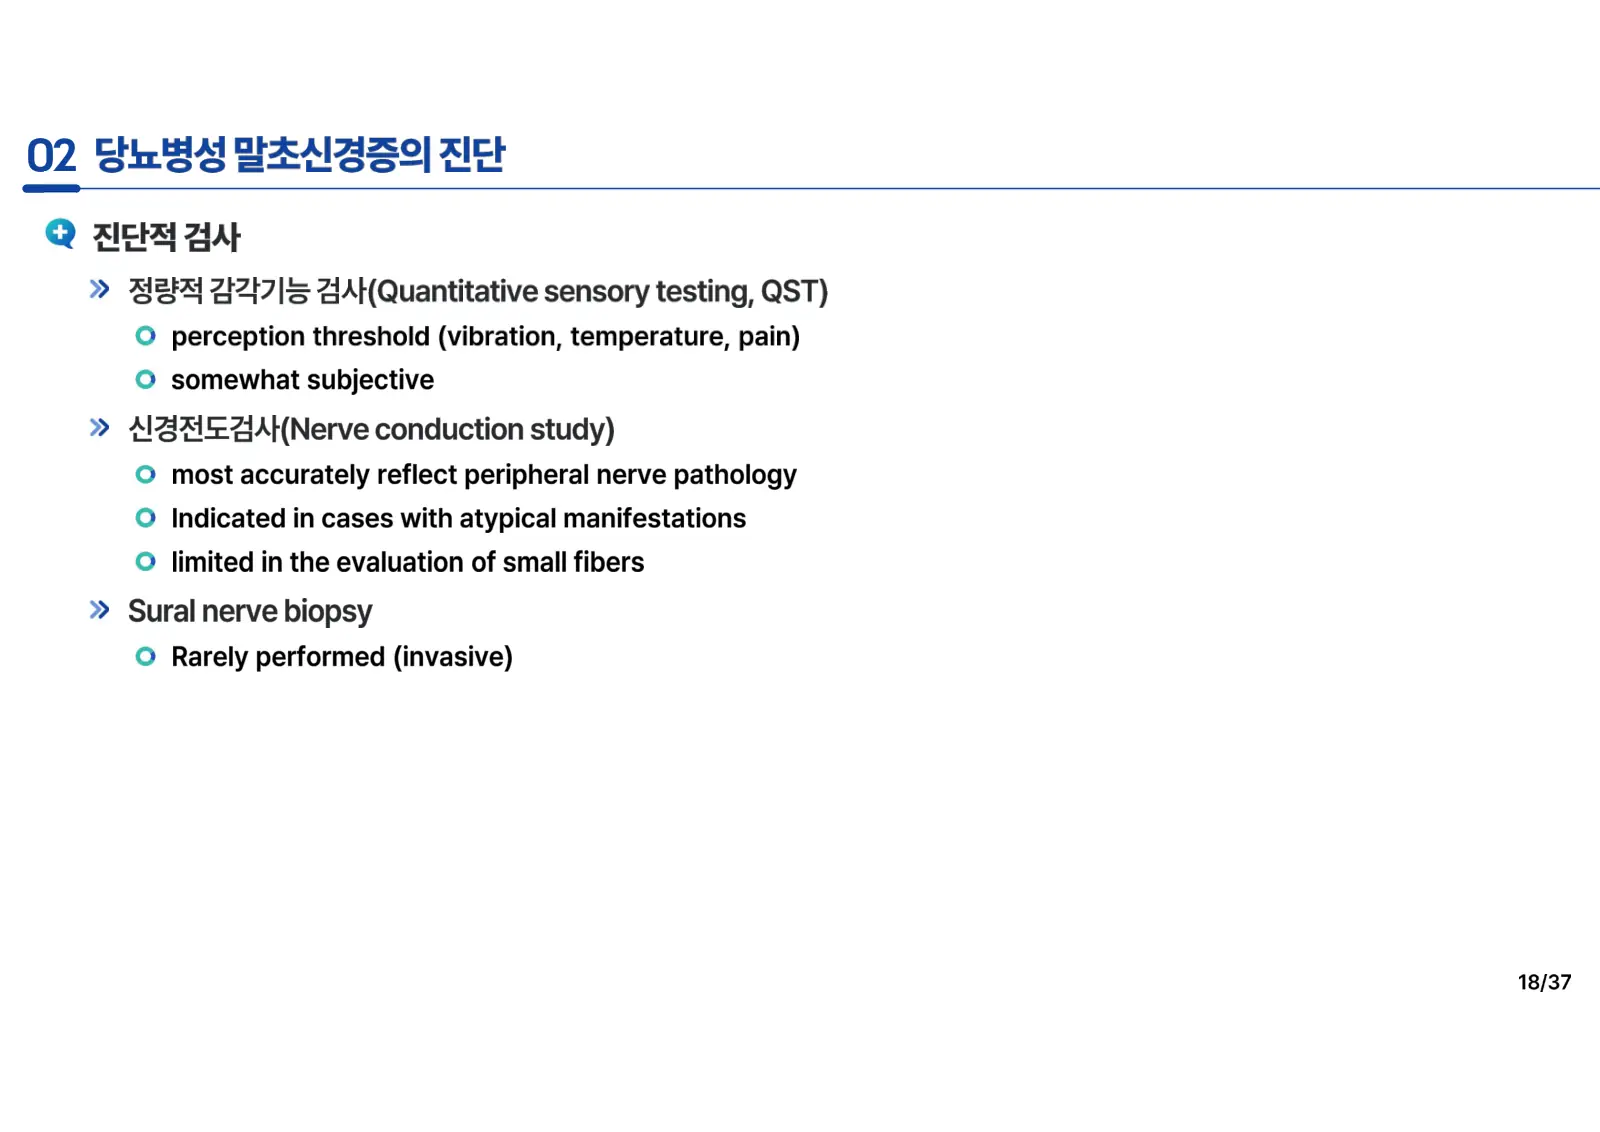 02 당뇨병성 말초신경증의 진단
진단적 검사
정량적 감각기능 검사(Quantitative sensory testing, QST)
perception threshold (vibration, temperature, pain)
somewhat subjective
신경전도검사(Nerve conduction study)
most accurately reflect peripheral nerve pathology
Indicated in cases with atypical manifestations
limited in the evaluation of small fibers
Sural nerve biopsy
Rarely performed (invasive)
18/37